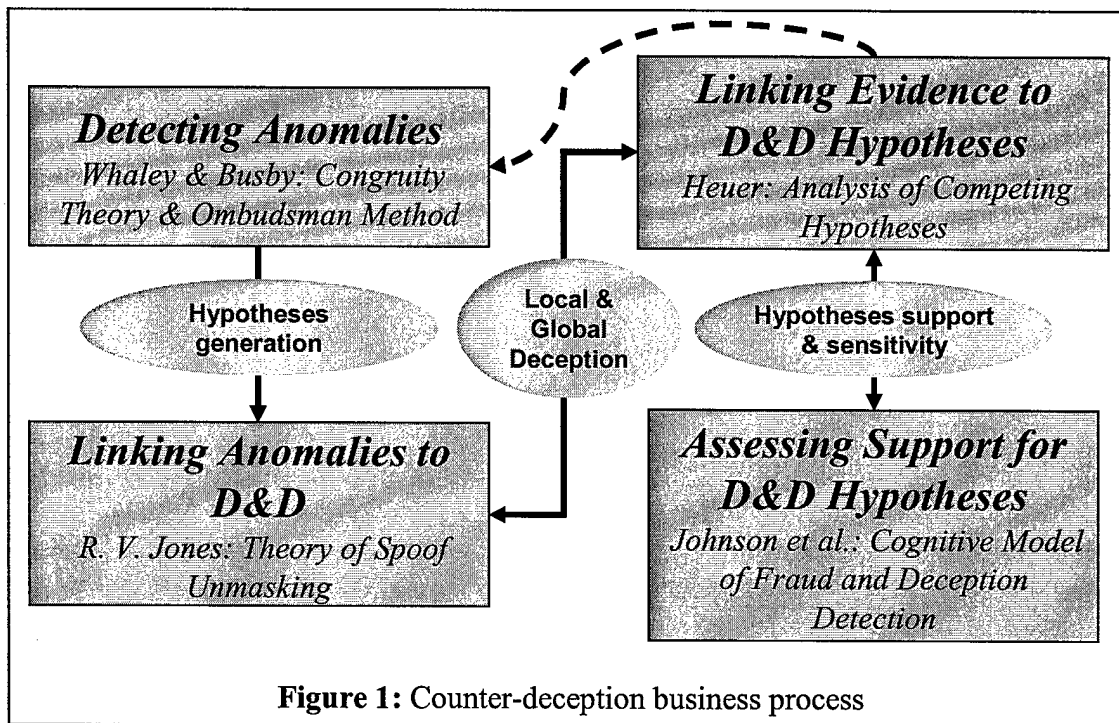 Detecting Anomalies
Whaley & Busby: Congruity
Theory & Ombudsman Method
Hypotheses
generation
Linking Anomalies to
D&D
R. V. Jones: Theory of Spoof
Unmasking
Local &
Global
Deception
Linking Evidence to
D&D Hypotheses
Heuer: Analysis of Competing
Hypotheses
Hypotheses support
& sensitivity
Assessing Support for
D&D Hypotheses
Johnson et al.: Cognitive Model
of Fraud and Deception
Detection
Figure 1: Counter-deception business process